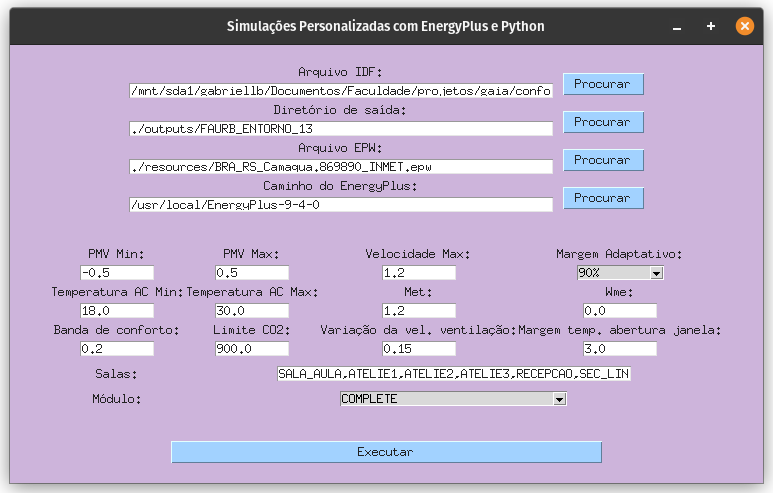 Simulações Personalizadas com EnergyPlus e Python
Arquivo IDF:
/mnt/sda1/gabriellb/Documentos/Faculdade/projetos/gaia/confo
Procurar
Diretório de saída:
./outputs/FAURB_ENTORNO_13
Procurar
Arquivo EPW:
./resources/BRA_RS_Camaqua.869890_INMET.epw
Procurar
Caminho do EnergyPlus:
/usr/local/EnergyPlus-9-4-0
Procurar
PMV Min: PMV Max: Velocidade Max: Margem Adaptativo:
-0.5 0.5 1.2 90%
Temperatura AC Min: Temperatura AC Max: Met: Wme:
18.0 30.0 1.2 0.0
Banda de conforto: Limite CO2: Variação da vel. ventilação: Margem temp. abertura janela:
0.2 900.0 0.15 3.0
Salas: SALA_AULA,ATELIE1,ATELIE2,ATELIE3,RECEPCAO,SEC_LIN
Módulo: COMPLETE
Executar